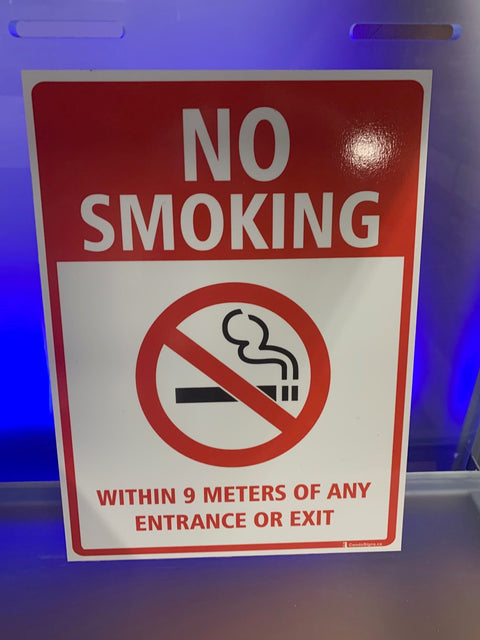 NO
SMOKING
WITHIN 9 METERS OF ANY
ENTRANCE OR EXIT